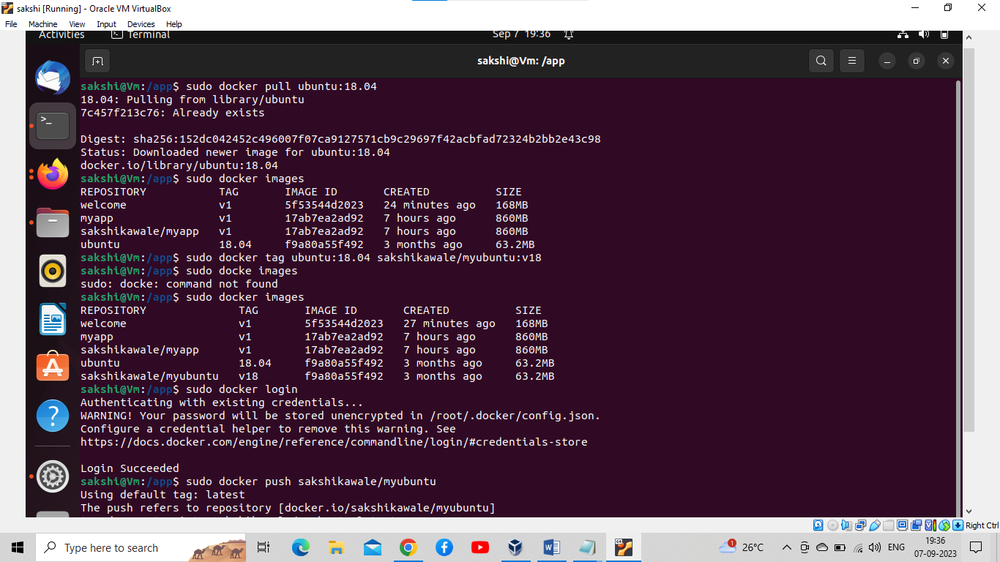 sakshi [Running] - Oracle VM VirtualBox
File Machine View Input Devices Help
Activities Terminal Sep 7 19:36
sakshi@Vm: /app
sakshi@Vm:/app$ sudo docker pull ubuntu:18.04
18.04: Pulling from library/ubuntu
7c457f213c76: Already exists
Digest: sha256:152dc042452c496007f07ca9127571cb9c29697f42acbfad72324b2bb2e43c98
Status: Downloaded newer image for ubuntu:18.04
docker.io/library/ubuntu:18.04
sakshi@Vm:/app$ sudo docker images
REPOSITORY TAG IMAGE ID CREATED SIZE
welcome v1 5f53544d2023 24 minutes ago 168MB
myapp v1 17ab7ea2ad92 7 hours ago 860MB
sakshikawale/myapp v1 17ab7ea2ad92 7 hours ago 860MB
ubuntu 18.04 f9a80a55f492 3 months ago 63.2MB
sakshi@Vm:/app$ sudo docker tag ubuntu:18.04 sakshikawale/myubuntu:v18
sakshi@Vm:/app$ sudo docke images
sudo: docke: command not found
sakshi@Vm:/app$ sudo docker images
REPOSITORY TAG IMAGE ID CREATED SIZE
welcome v1 5f53544d2023 27 minutes ago 168MB
myapp v1 17ab7ea2ad92 7 hours ago 860MB
sakshikawale/myapp v1 17ab7ea2ad92 7 hours ago 860MB
ubuntu 18.04 f9a80a55f492 3 months ago 63.2MB
sakshikawale/myubuntu v18 f9a80a55f492 3 months ago 63.2MB
sakshi@Vm:/app$ sudo docker login
Authenticating with existing credentials...
WARNING! Your password will be stored unencrypted in /root/.docker/config.json.
Configure a credential helper to remove this warning. See
https://docs.docker.com/engine/reference/commandline/login/#credentials-store
Login Succeeded
sakshi@Vm:/app$ sudo docker push sakshikawale/myubuntu
Using default tag: latest
The push refers to repository [docker.io/sakshikawale/myubuntu]
Right Ctrl
Type here to search
1 26°C ENG 19:36
07-09-2023